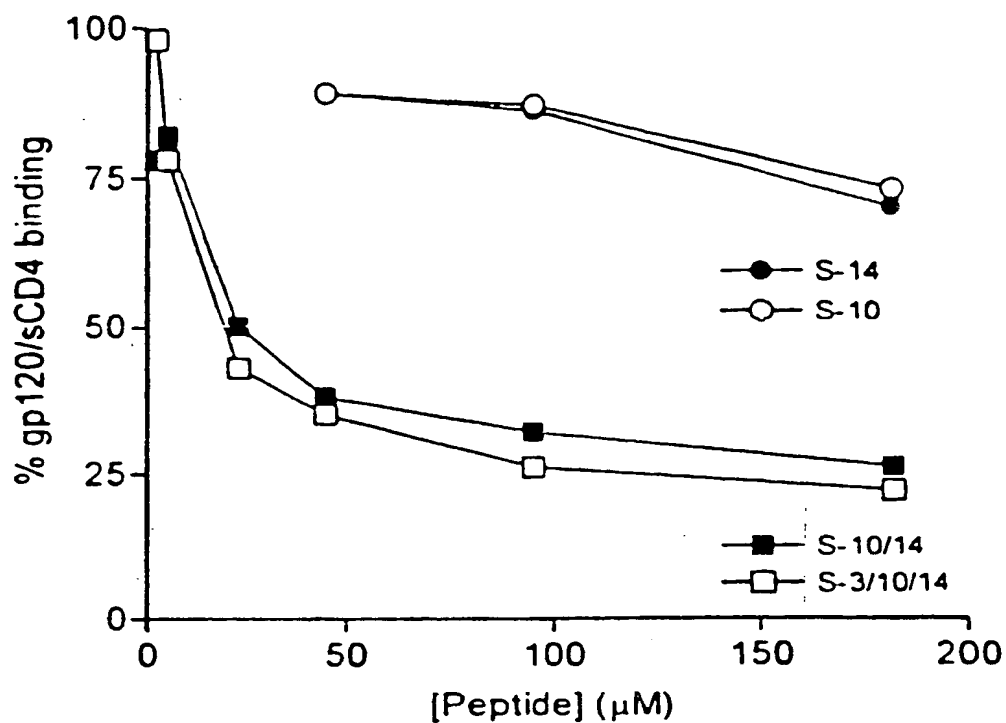 % gp120/sCD4 binding
100
75
50
25
0
S-14
S-10
S-10/14
S-3/10/14
0 50 100 150 200
[Peptide] (μM)